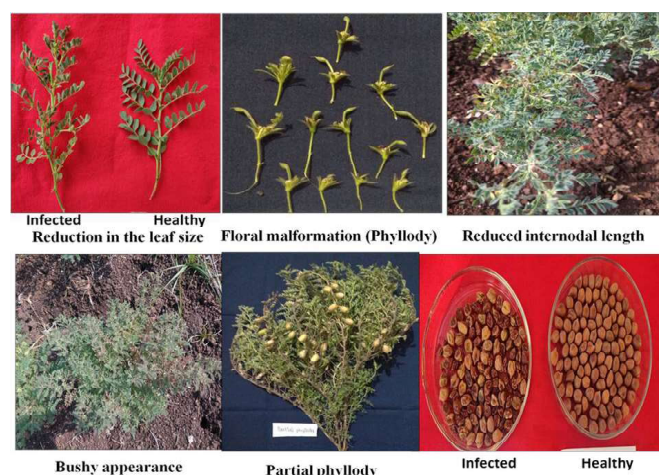 Infected Healthy
Reduction in the leaf size
Floral malformation (Phyllody)
Reduced internodal length
Bushy appearance
Partial phyllody
Infected Healthy